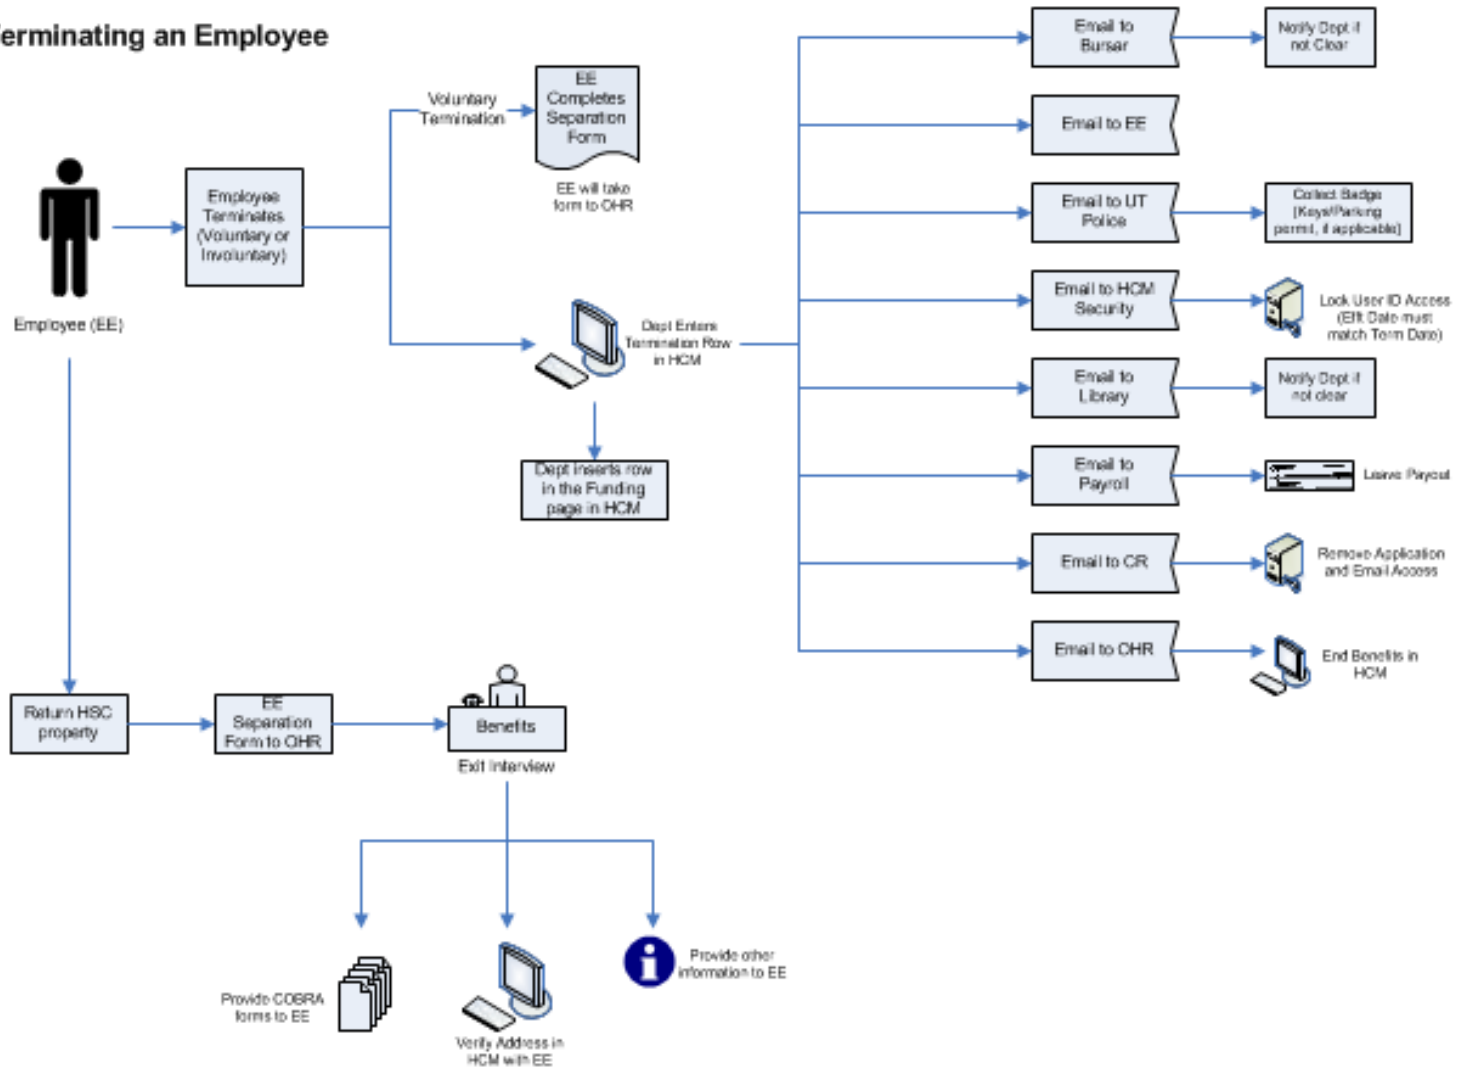 erminating an Employee
Employee (EE)
Employee
Terminates
(Voluntary or
Involuntary)
Voluntary
Termination
EE
Completes
Separation
Form
EE will take
form to OHR
Dept Enters
Termination Row
in HCM
Dept inserts row
in the Funding
page in HCM
Email to
Bursar
Notify Dept if
not Clear
Email to EE
Email to UT
Police
Collect Badge
(Keys/Parking
permit, if applicable)
Email to HCM
Security
Lock User ID Access
(Efft Date must
match Term Date)
Email to
Library
Notify Dept if
not clear
Email to
Payroll
Leave Payout
Email to CR
Remove Application
and Email Access
Email to OHR
End Benefits in
HCM
Return HSC
property
EE
Separation
Form to OHR
Benefits
Exit Interview
Provide COBRA
forms to EE
Verify Address in
HCM with EE
Provide other
information to EE